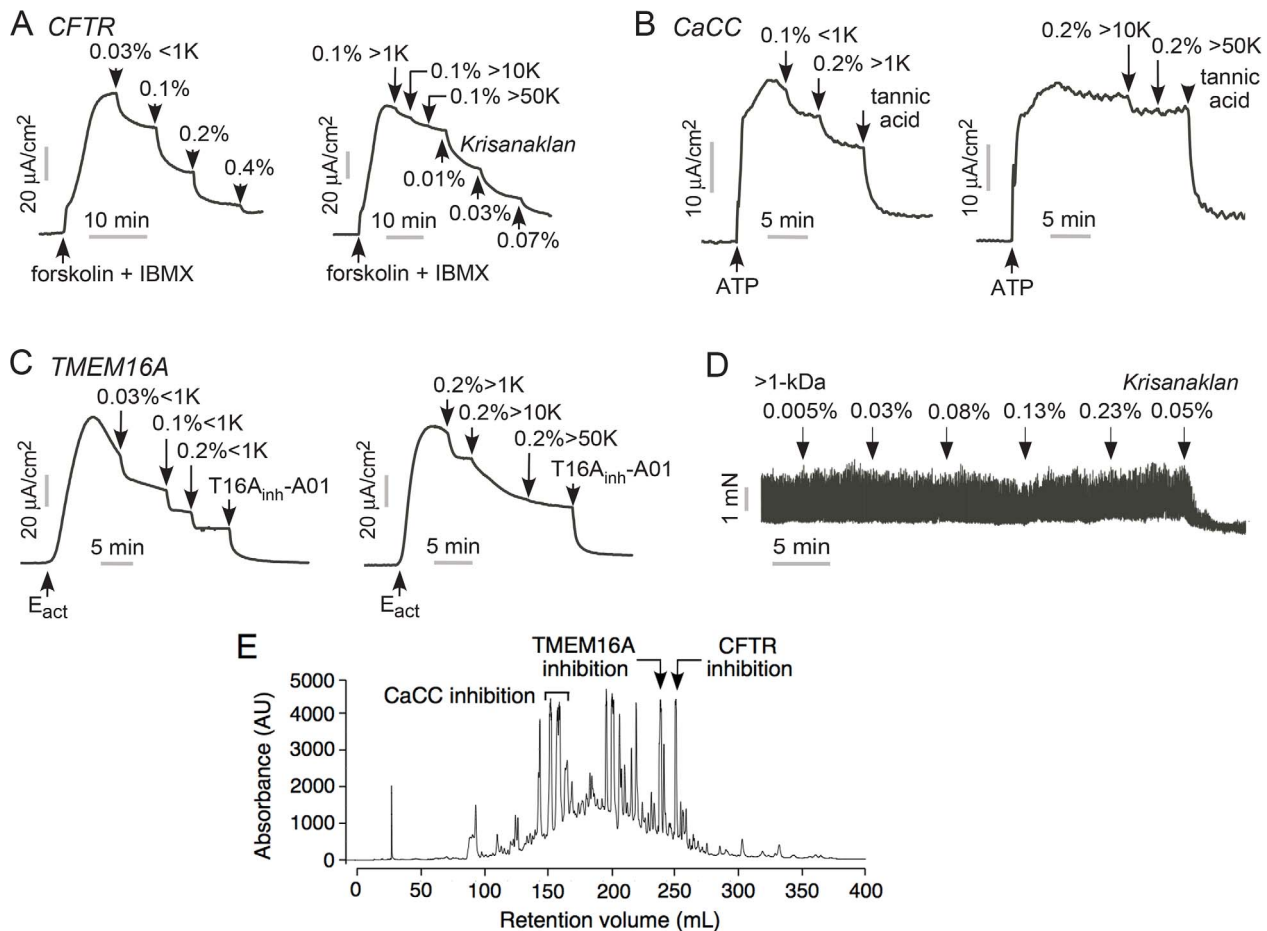 A CFTR
0.03% <1K
0.1%
0.2%
0.4%
20 µA/cm2
10 min
forskolin + IBMX
0.1% >1K
0.1% >10K
0.1% >50K
Krisanaklan
0.01%
0.03%
0.07%
20 µA/cm2
10 min
forskolin + IBMX
B CaCC
0.1% <1K
0.2% >1K
tannic
acid
10 µA/cm2
5 min
ATP
0.2% >10K
0.2% >50K
tannic
acid
10 µA/cm2
5 min
ATP
C TMEM16A
0.03%<1K
0.1%<1K
0.2%<1K
T16Ainh-A01
20 µA/cm2
5 min
Eact
0.2%>1K
0.2%>10K
0.2%>50K
T16Ainh-A01
20 µA/cm2
5 min
Eact
D
>1-kDa Krisanaklan
0.005% 0.03% 0.08% 0.13% 0.23% 0.05%
1 mN
5 min
E
TMEM16A
inhibition
CFTR
inhibition
CaCC inhibition
Absorbance (AU)
5000
4000
3000
2000
1000
0
0 50 100 150 200 250 300 350 400
Retention volume (mL)